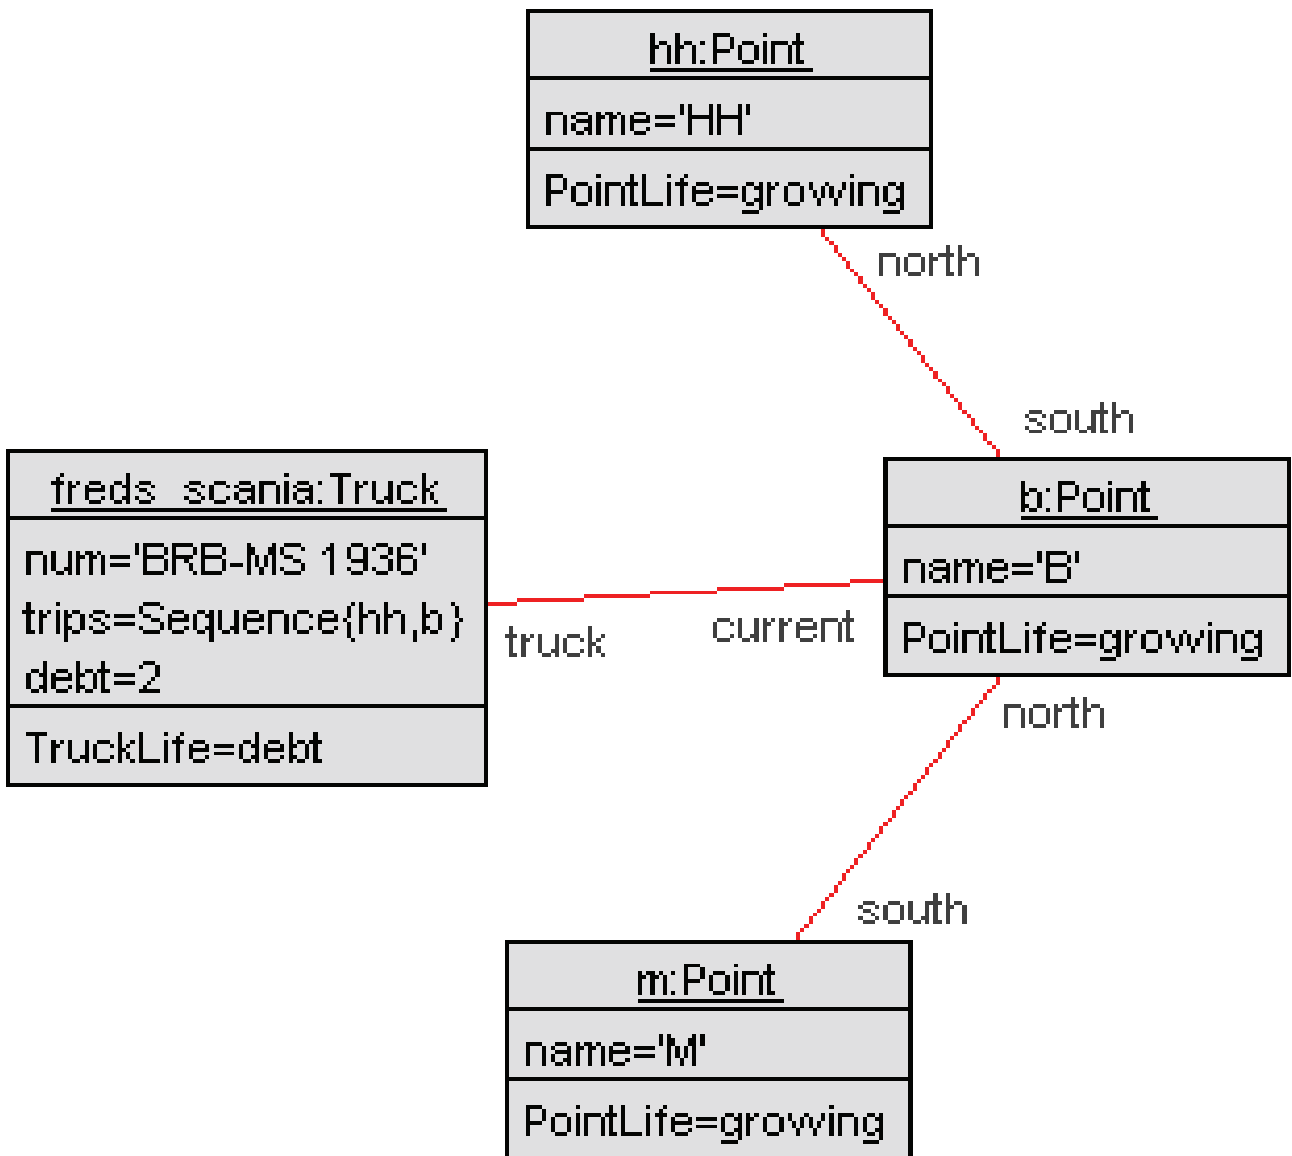 hh:Point
name='HH'
PointLife=growing
north
south
freds_scania:Truck
num='BRB-MS 1936'
trips=Sequence{hh,b}
debt=2
TruckLife=debt
truck
current
b:Point
name='B'
PointLife=growing
north
south
m:Point
name='M'
PointLife=growing